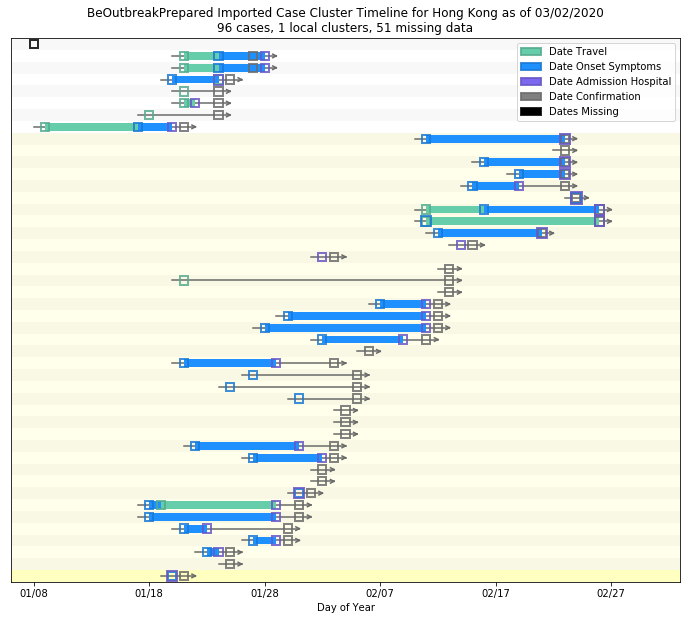 BeOutbreakPrepared Imported Case Cluster Timeline for Hong Kong as of 03/02/2020
96 cases, 1 local clusters, 51 missing data
Date Travel
Date Onset Symptoms
Date Admission Hospital
Date Confirmation
Dates Missing
01/08 01/18 01/28 02/07 02/17 02/27
Day of Year